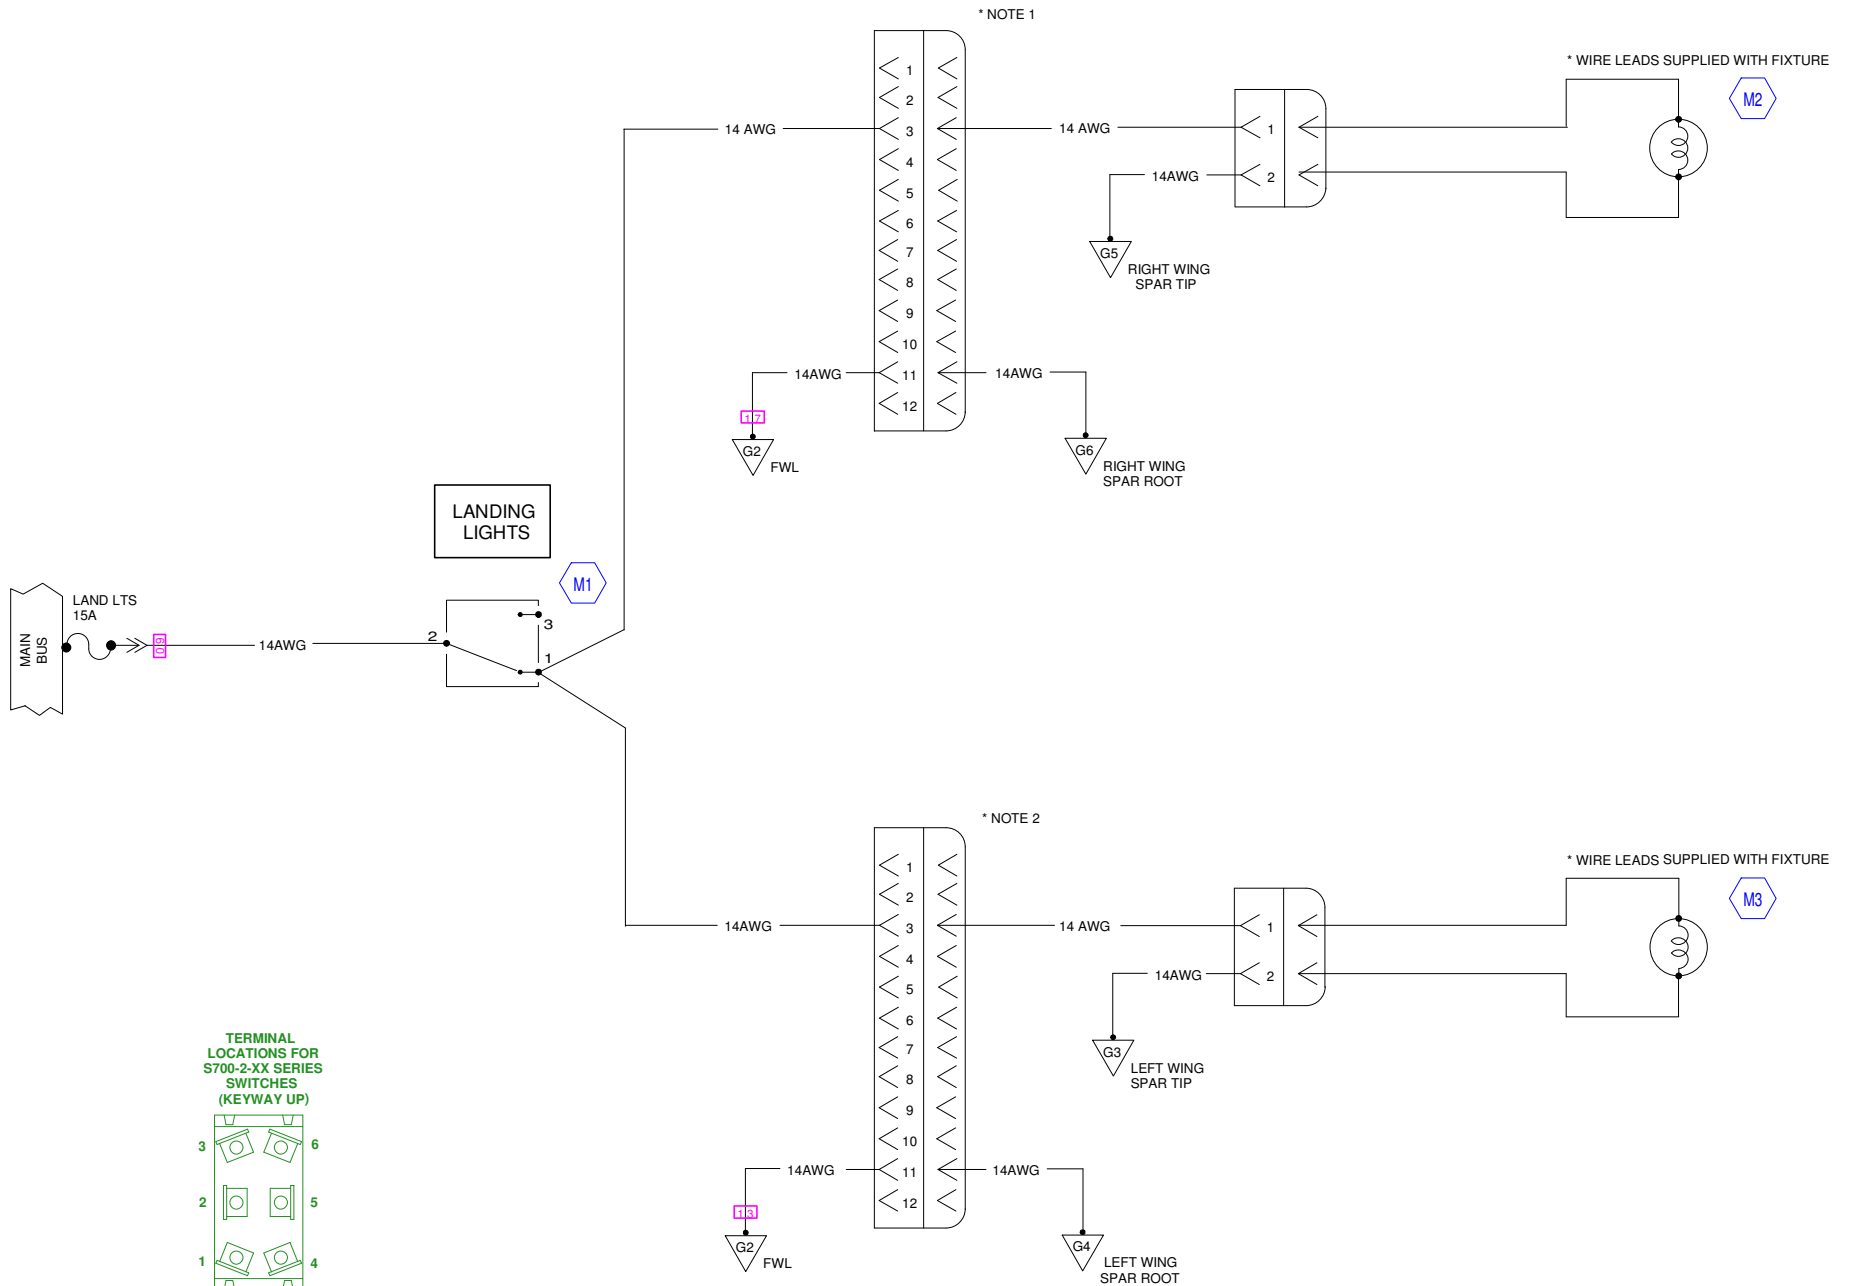 * NOTE 1
1
2
3
4
5
6
7
8
9
10
11
12
14 AWG
14 AWG
1
2
14AWG
G5
RIGHT WING
SPAR TIP
* WIRE LEADS SUPPLIED WITH FIXTURE
M2
14AWG
17
G2
FWL
14AWG
G6
RIGHT WING
SPAR ROOT
LANDING
LIGHTS
M1
MAIN
BUS
LAND LTS
15A
14AWG
2
3
1
* NOTE 2
1
2
3
4
5
6
7
8
9
10
11
12
14AWG
14 AWG
1
2
14AWG
G3
LEFT WING
SPAR TIP
* WIRE LEADS SUPPLIED WITH FIXTURE
M3
14AWG
13
G2
FWL
14AWG
G4
LEFT WING
SPAR ROOT
TERMINAL
LOCATIONS FOR
S700-2-XX SERIES
SWITCHES
(KEYWAY UP)
3
6
2
5
1
4